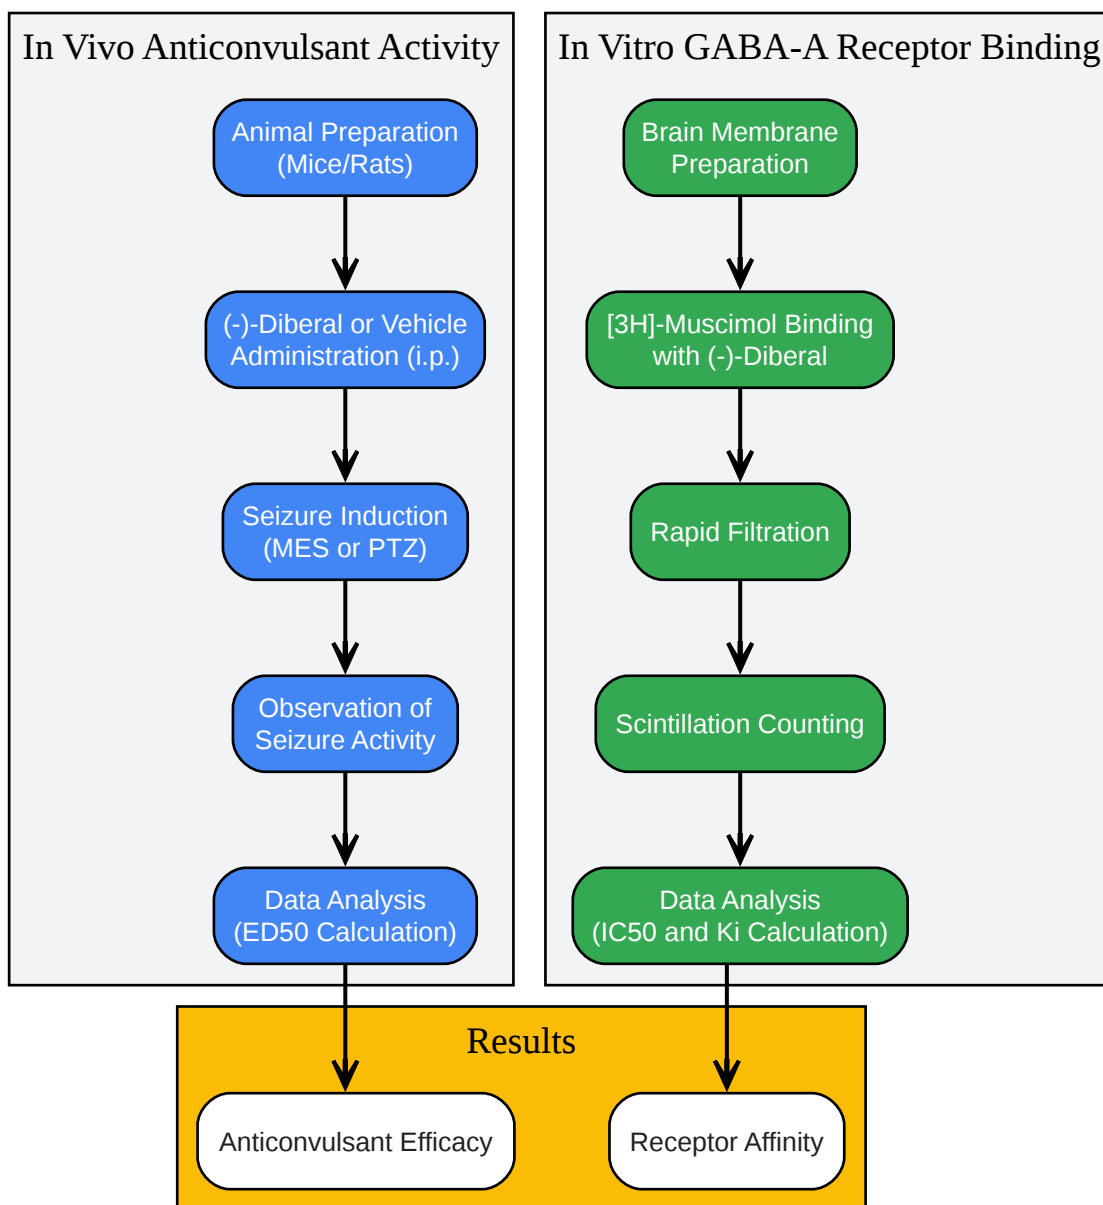 In Vivo Anticonvulsant Activity
Animal Preparation
(Mice/Rats)
(-)-Diberal or Vehicle
Administration (i.p.)
Seizure Induction
(MES or PTZ)
Observation of
Seizure Activity
Data Analysis
(ED50 Calculation)
In Vitro GABA-A Receptor Binding
Brain Membrane
Preparation
[3H]-Muscimol Binding
with (-)-Diberal
Rapid Filtration
Scintillation Counting
Data Analysis
(IC50 and Ki Calculation)
Results
Anticonvulsant Efficacy
Receptor Affinity